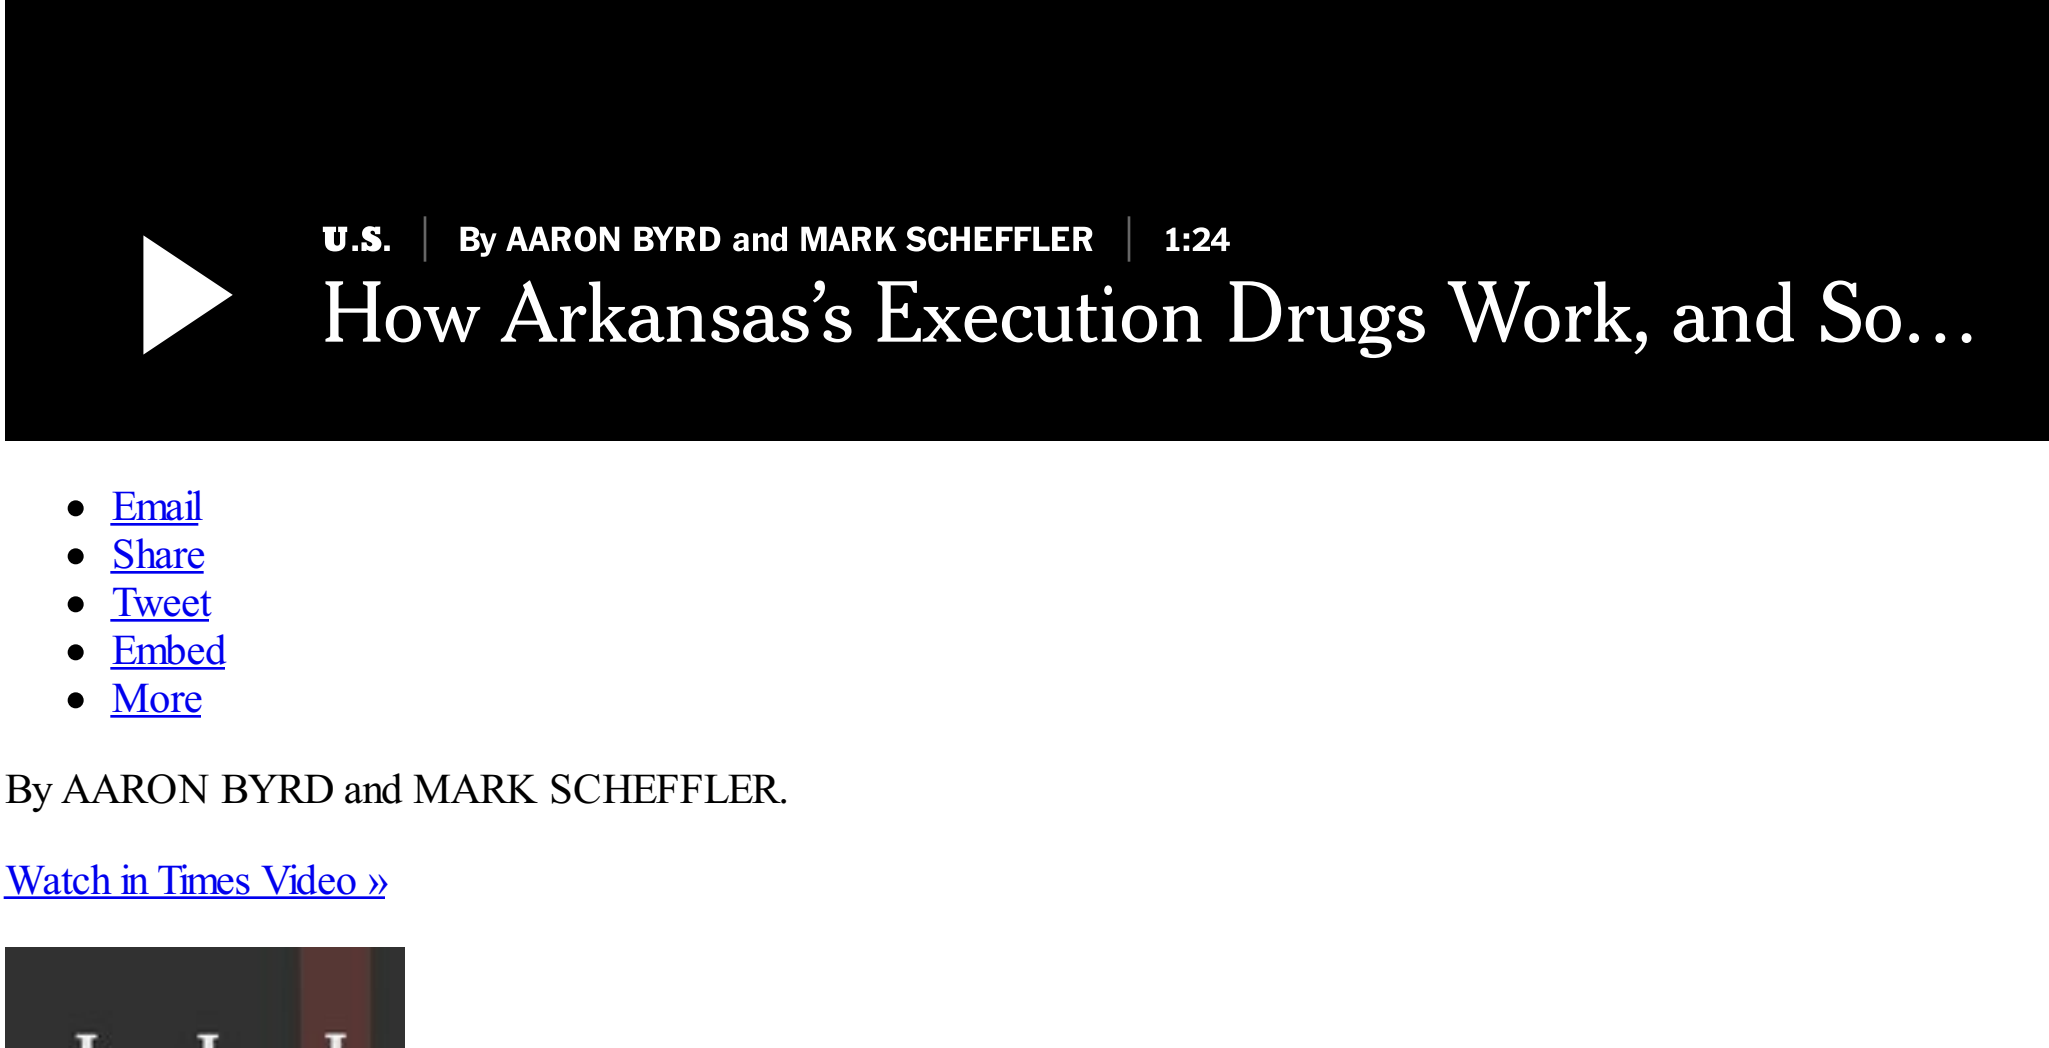 U.S. | By AARON BYRD and MARK SCHEFFLER | 1:24
How Arkansas’s Execution Drugs Work, and So…
Email
Share
Tweet
Embed
More
By AARON BYRD and MARK SCHEFFLER.
Watch in Times Video »